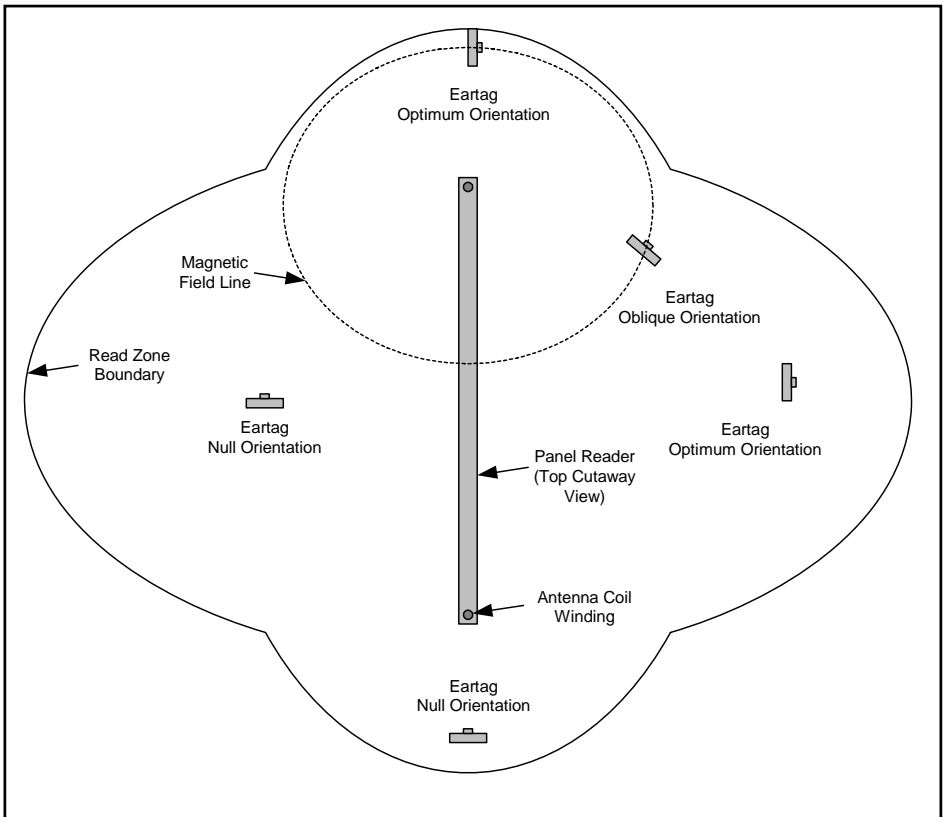 Eartag
Optimum Orientation
Magnetic
Field Line
Eartag
Oblique Orientation
Read Zone
Boundary
Eartag
Null Orientation
Eartag
Optimum Orientation
Panel Reader
(Top Cutaway
View)
Antenna Coil
Winding
Eartag
Null Orientation